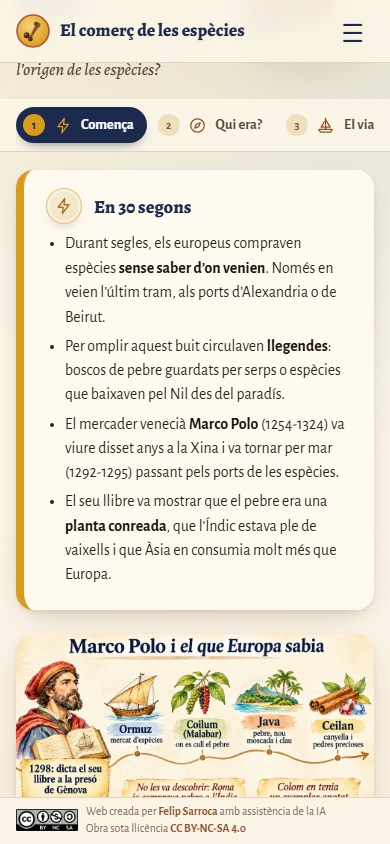 El comerç de les espècies
l'origen de les espècies?
1 Comença
2 Qui era?
3 El via
En 30 segons
• Durant segles, els europeus compraven
espècies sense saber d'on venien. Només en
veien l'últim tram, als ports d'Alexandria o de
Beirut.
• Per omplir aquest buit circulaven llegendes:
boscos de pebre guardats per serps o espècies
que baixaven pel Nil des del paradís.
• El mercader venecià Marco Polo (1254-1324) va
viure disset anys a la Xina i va tornar per mar
(1292-1295) passant pels ports de les espècies.
• El seu llibre va mostrar que el pebre era una
planta conreada, que l'Índic estava ple de
vaixells i que Àsia en consumia molt més que
Europa.
Marco Polo i el que Europa sabia
Ormuz
mercat d'espècies
Coilum
(Malabar)
on es cull el pebre
Java
pebre, nou
moscada i clau
Ceilan
canyella i
pedres precioses
1298: dicta el seu
llibre a la presó
de Gènova
No les va descobrir: Roma
Colom en tenia
BY NC SA
Web creada per Felip Sarroca amb assistència de la IA
Obra sota llicència CC BY-NC-SA 4.0